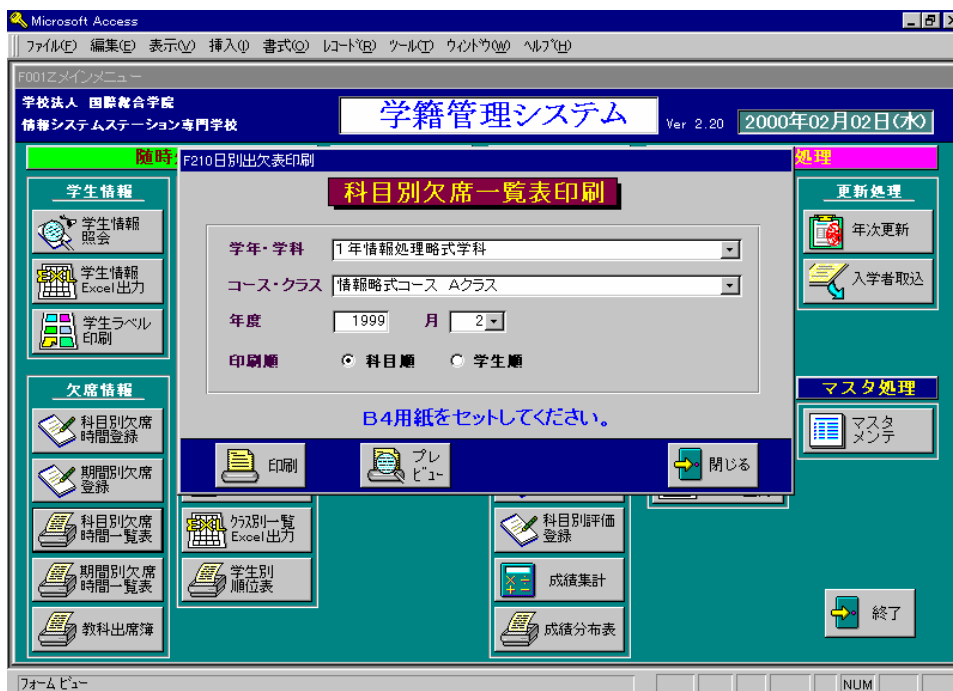 Microsoft Access
ファイル(F) 編集(E) 表示(V) 挿入(I) 書式(O) レコード(R) ツール(T) ウィンドウ(W) ヘルプ(H)
F001Zメインメニュー
学校法人 国際総合学院
情報システムステーション専門学校
学籍管理システム
Ver 2.20
2000年02月02日(水)
随時
処理
F210日別出欠表印刷
科目別欠席一覧表印刷
学年・学科 1年情報処理略式学科
コース・クラス 情報略式コース Aクラス
年度 1999 月 2
印刷順 科目順 学生順
B4用紙をセットしてください。
印刷
プレ
ビュー
閉じる
学生情報
学生情報
照会
学生情報
Excel出力
学生ラベル
印刷
欠席情報
科目別欠席
時間登録
期間別欠席
登録
科目別欠席
時間一覧表
期間別欠席
時間一覧表
教科出席簿
クラス別一覧
Excel出力
学生別
順位表
科目別評価
登録
成績集計
成績分布表
更新処理
年次更新
入学者取込
マスタ処理
マスタ
メンテ
終了
フォーム ビュー
NUM